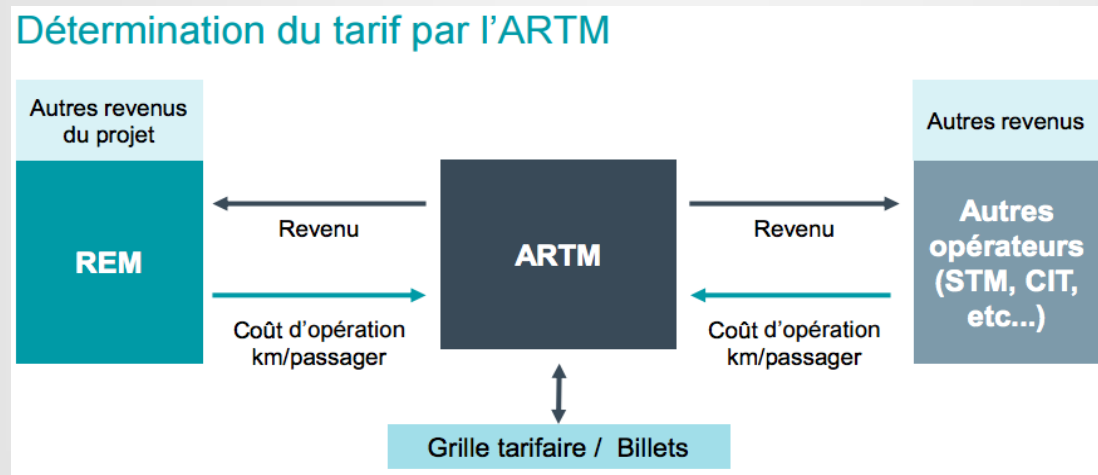 Détermination du tarif par l'ARTM
Autres revenus
du projet
REM
Revenu
Coût d'opération
km/passager
ARTM
Revenu
Coût d'opération
km/passager
Autres revenus
Autres
opérateurs
(STM, CIT,
etc...)
Grille tarifaire / Billets